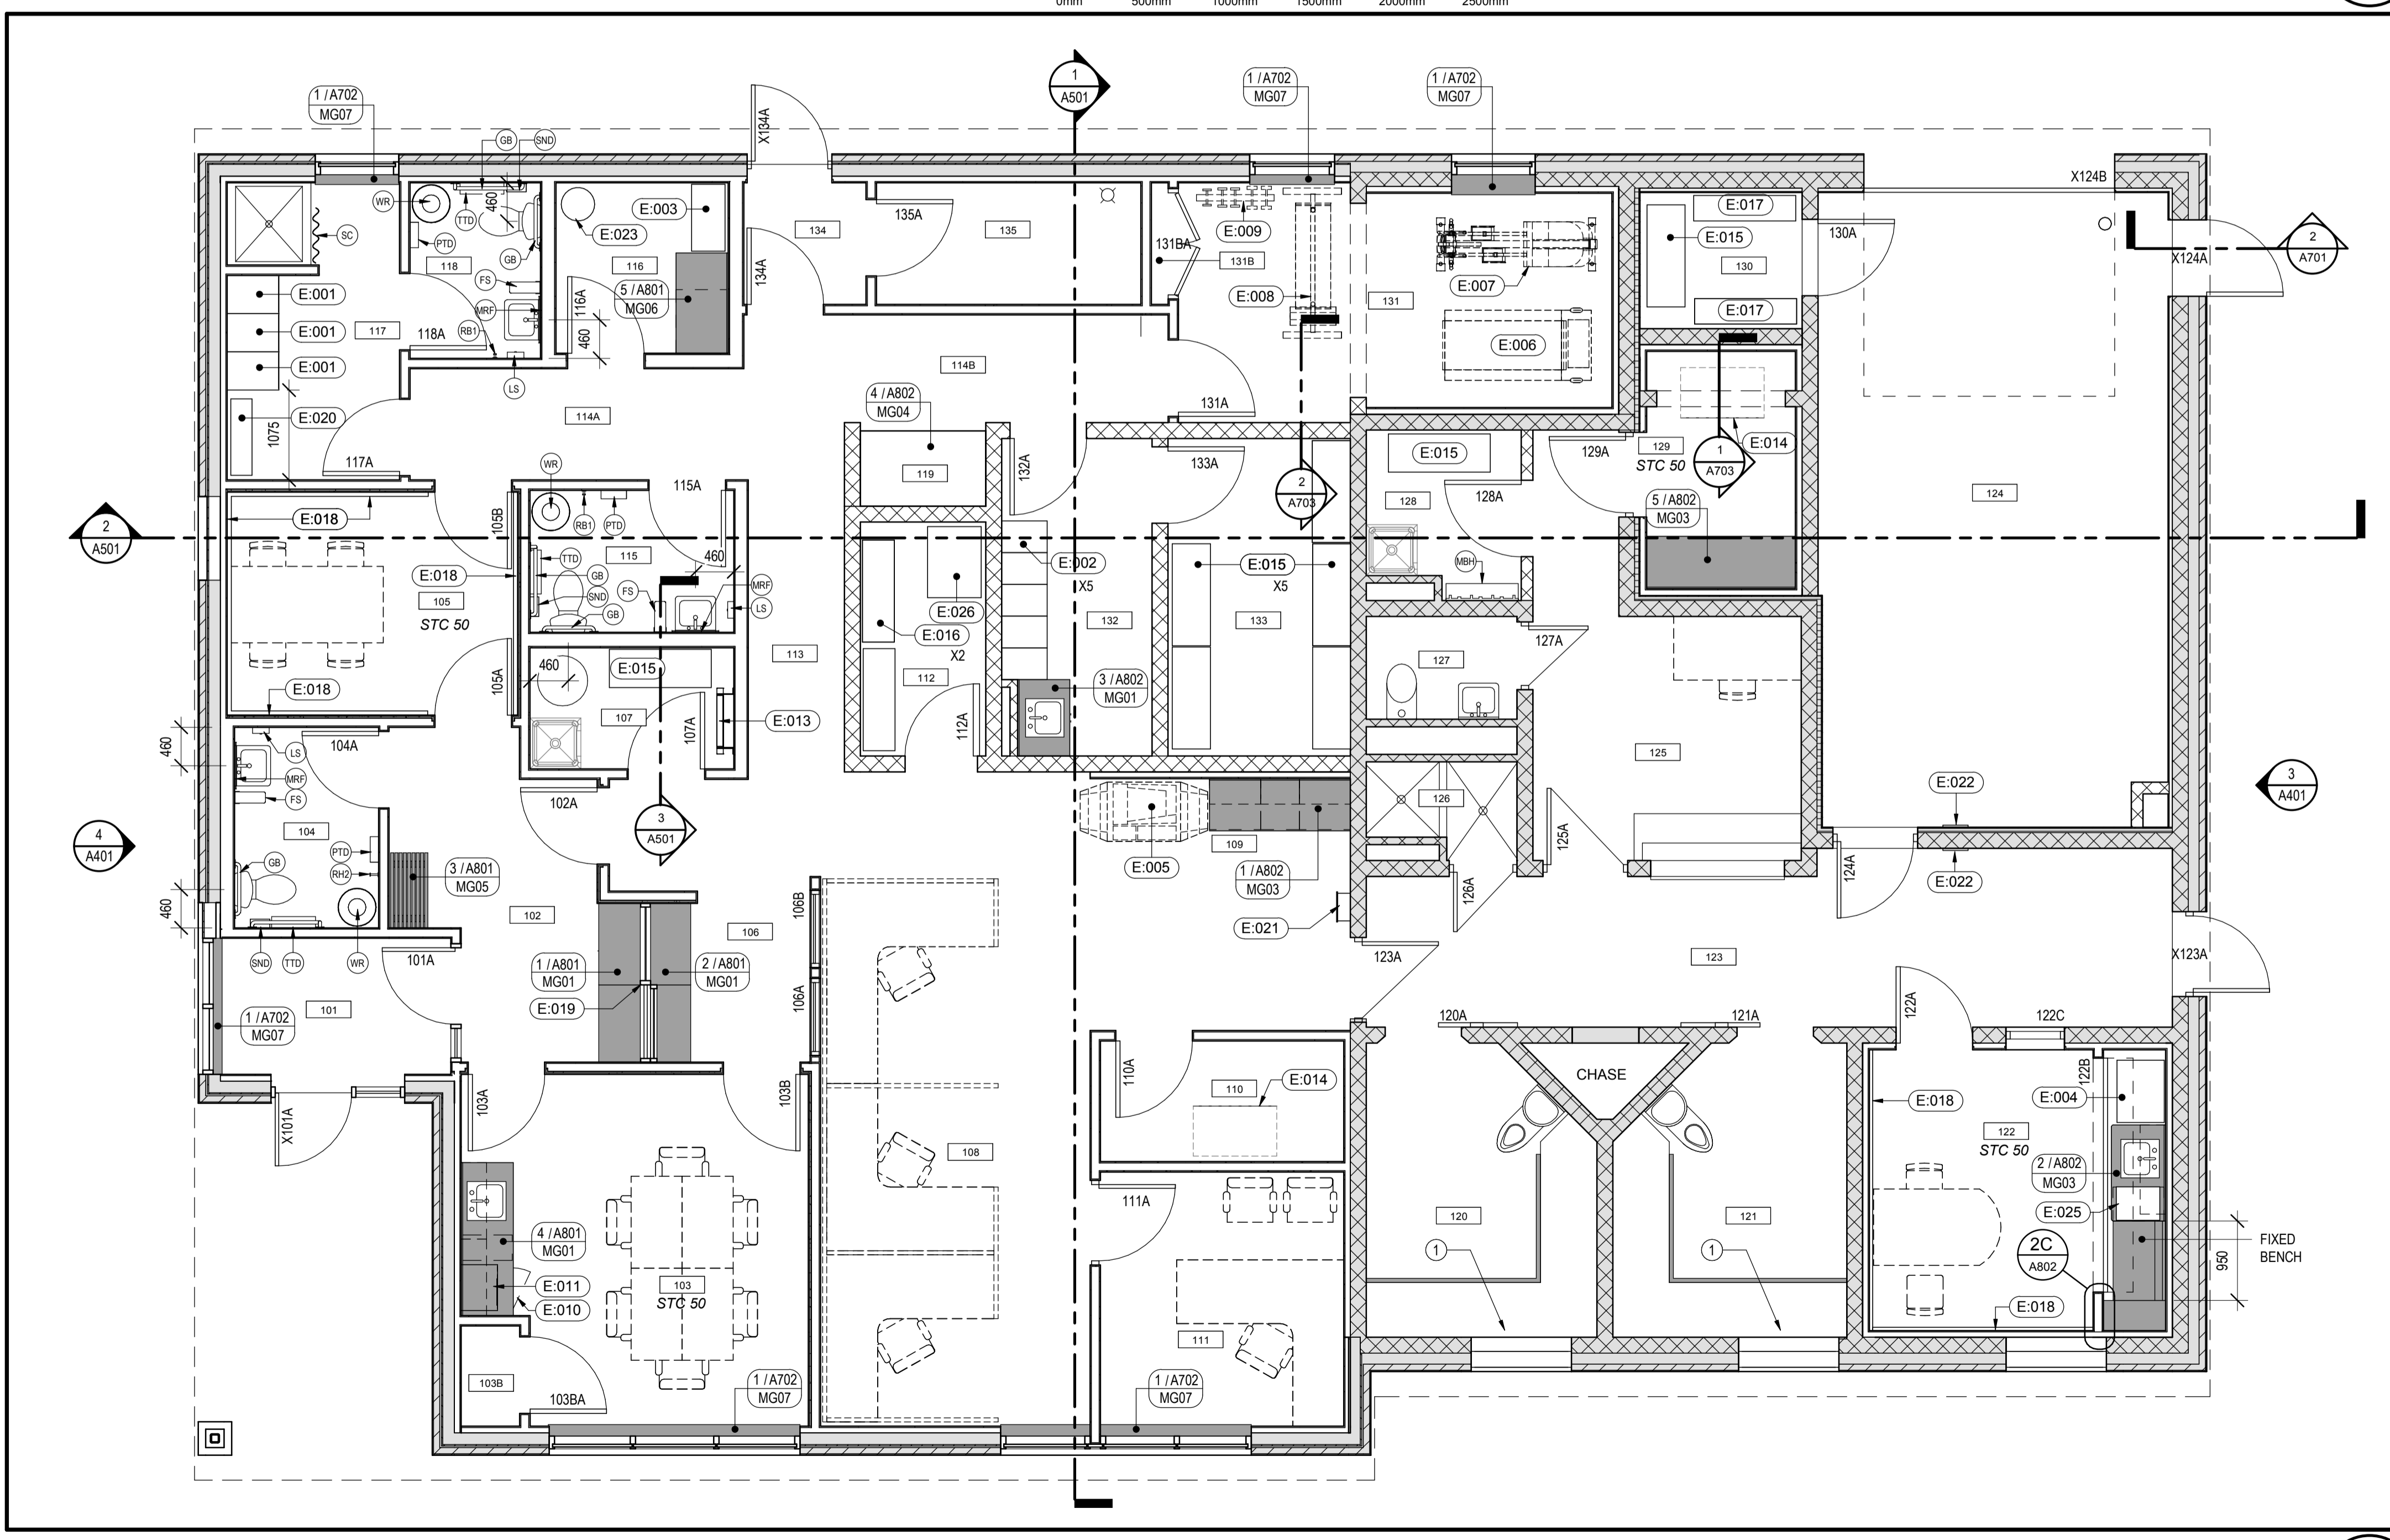 0mm 500mm 1000mm 1500mm 2000mm 2500mm
1
A501
1 / A702
MG07
1 / A702
MG07
1 / A702
MG07
X134A
GB
SND
WR
TTD
460
PTD
118
GB
FS
MRF
RB1
118A
LS
SC
E:001
E:001
E:001
117
E:020
1075
117A
E:003
E:023
116
116A
460
5 / A801
MG06
134A
134
135A
135
131BA
131B
E:009
E:008
131
E:007
E:006
E:017
E:015
130
E:017
130A
X124B
X124A
2
A701
114A
114B
4 / A802
MG04
119
131A
132A
133A
2
A703
E:015
128
128A
MBH
129A
129
STC 50
E:014
1
A703
5 / A802
MG03
124
2
A501
E:018
105B
E:018
105
STC 50
E:018
105A
WR
RB1
PTD
115A
TTD
115
GB
SND
GB
FS
460
MRF
LS
460
E:015
107
107A
E:013
113
E:026
E:016
X2
112
112A
E:002
X5
132
3 / A802
MG01
E:015
X5
133
127A
127
125
126
125A
126A
E:022
E:022
124A
3
A401
460
LS
104A
MRF
FS
104
PTD
GB
RH2
460
SND
TTD
WR
4
A401
102A
3
A501
3 / A801
MG05
102
101A
101
1 / A702
MG07
X101A
1 / A801
MG01
E:019
2 / A801
MG01
106
106B
106A
E:005
109
1 / A802
MG03
E:021
123A
123
X123A
103A
103B
4 / A801
MG01
E:011
E:010
103
STC 50
103B
103BA
1 / A702
MG07
108
110A
110
E:014
111A
111
1 / A702
MG07
120A
121A
CHASE
120
121
1
1
122A
122C
122B
E:018
E:004
122
STC 50
2 / A802
MG03
E:025
2C
A802
E:018
950
FIXED
BENCH